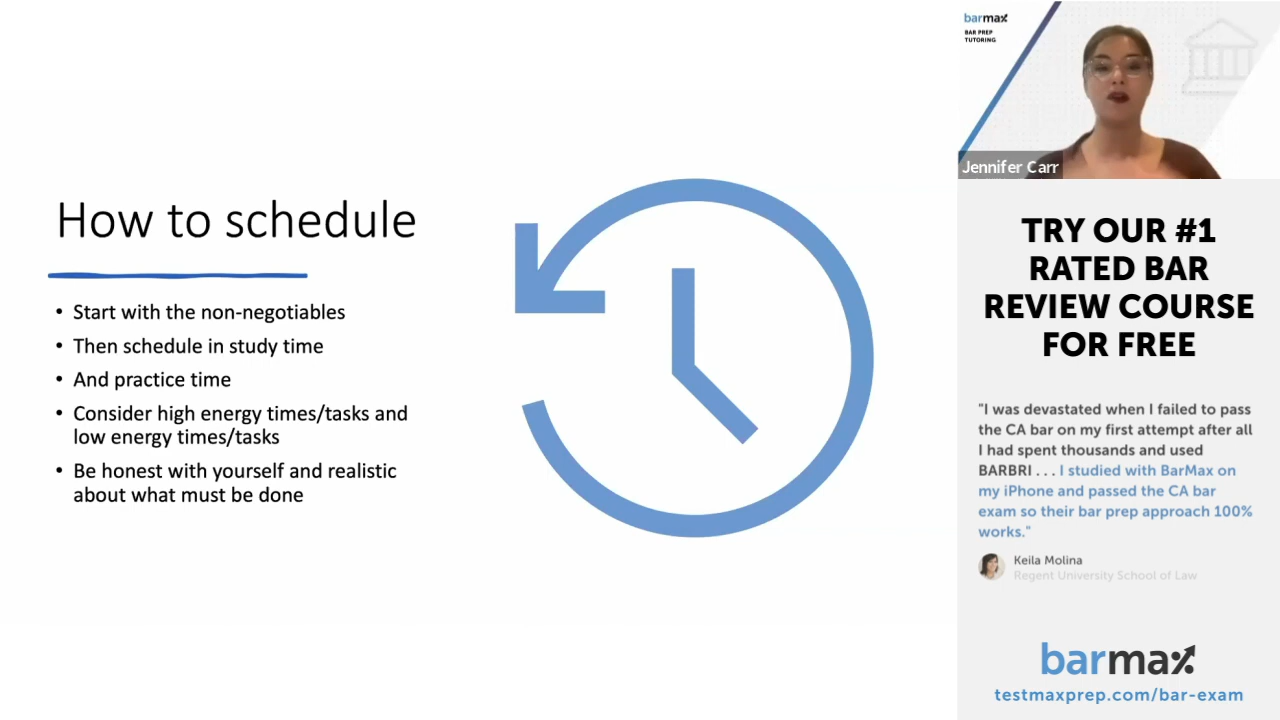 How to schedule
• Start with the non-negotiables
• Then schedule in study time
• And practice time
• Consider high energy times/tasks and
low energy times/tasks
• Be honest with yourself and realistic
about what must be done
barmax
BAR PREP
TUTORING
Jennifer Carr
TRY OUR #1
RATED BAR
REVIEW COURSE
FOR FREE
"I was devastated when I failed to pass
the CA bar on my first attempt after all
I had spent thousands and used
BARBRI . . . I studied with BarMax on
my iPhone and passed the CA bar
exam so their bar prep approach 100%
works."
Keila Molina
Regent University School of Law
barmax
testmaxprep.com/bar-exam